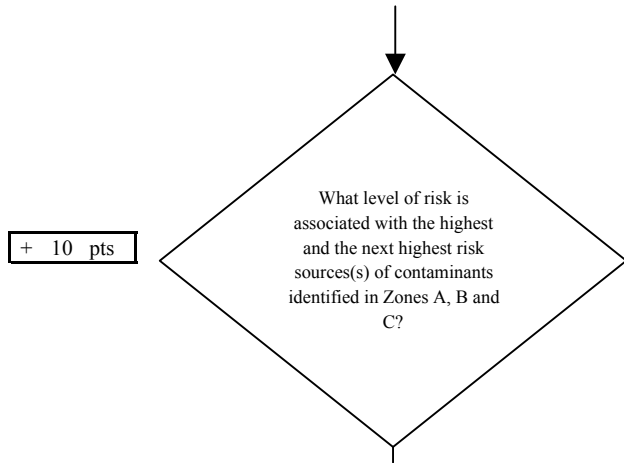 What level of risk is
associated with the highest
+ 10 pts
and the next highest risk
sources(s) of contaminants
identified in Zones A, B and
C?